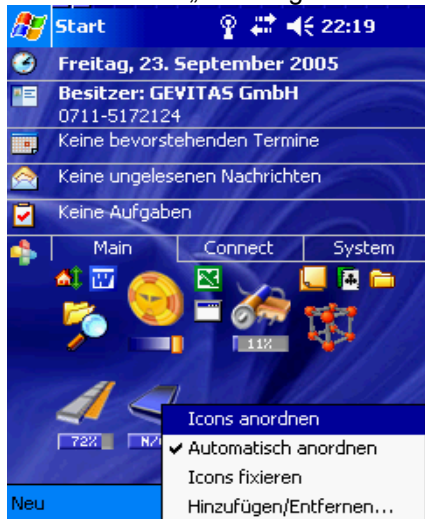 Start 22:19
Freitag, 23. September 2005
Besitzer: GEVITAS GmbH
0711-5172124
Keine bevorstehenden Termine
Keine ungelesenen Nachrichten
Keine Aufgaben
Main Connect System
11%
72% N/
Icons anordnen
Automatisch anordnen
Icons fixieren
Neu Hinzufügen/Entfernen...